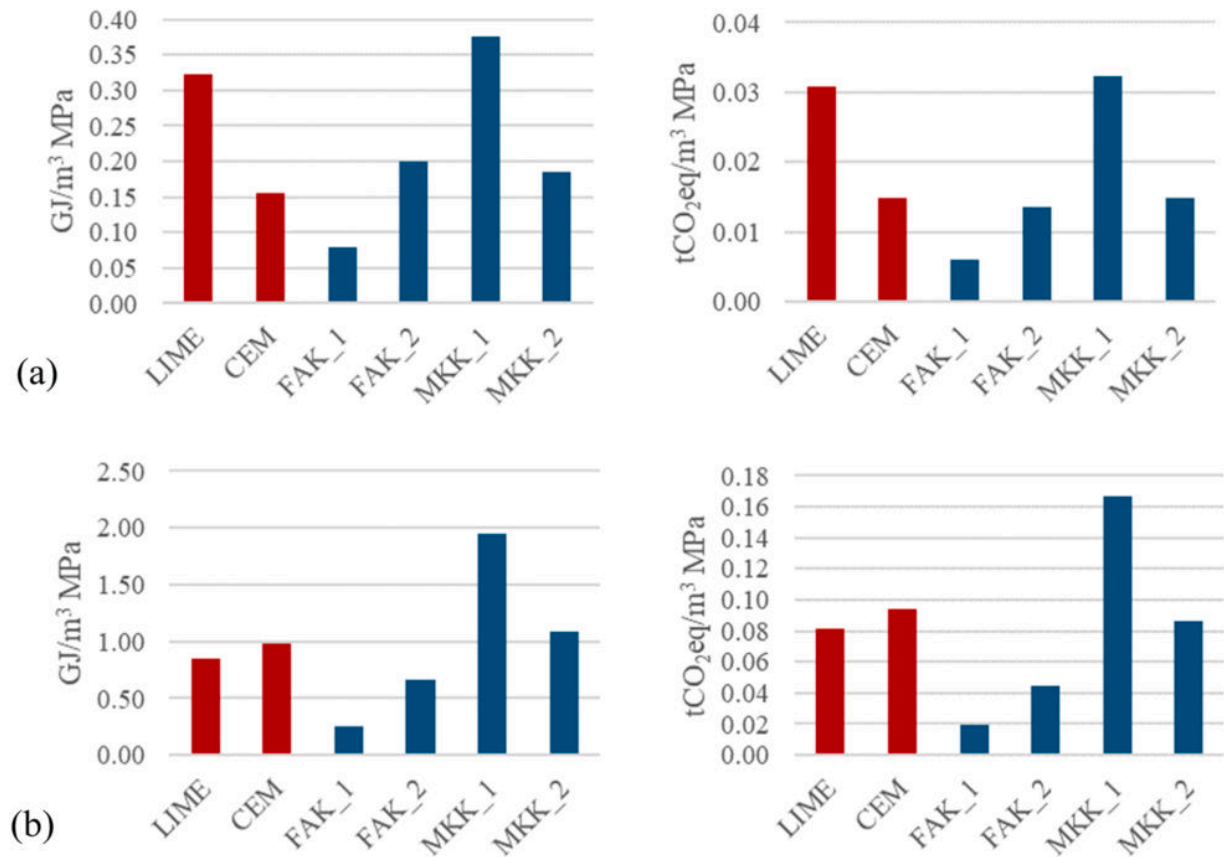 0.40
0.35
0.30
0.25
0.20
0.15
0.10
0.05
0.00
GJ/m³ MPa
LIME
CEM
FAK_1
FAK_2
MKK_1
MKK_2
0.04
0.03
0.02
0.01
0.00
tCO₂eq/m³ MPa
LIME
CEM
FAK_1
FAK_2
MKK_1
MKK_2
(a)
2.50
2.00
1.50
1.00
0.50
0.00
GJ/m³ MPa
LIME
CEM
FAK_1
FAK_2
MKK_1
MKK_2
0.18
0.16
0.14
0.12
0.10
0.08
0.06
0.04
0.02
0.00
tCO₂eq/m³ MPa
LIME
CEM
FAK_1
FAK_2
MKK_1
MKK_2
(b)